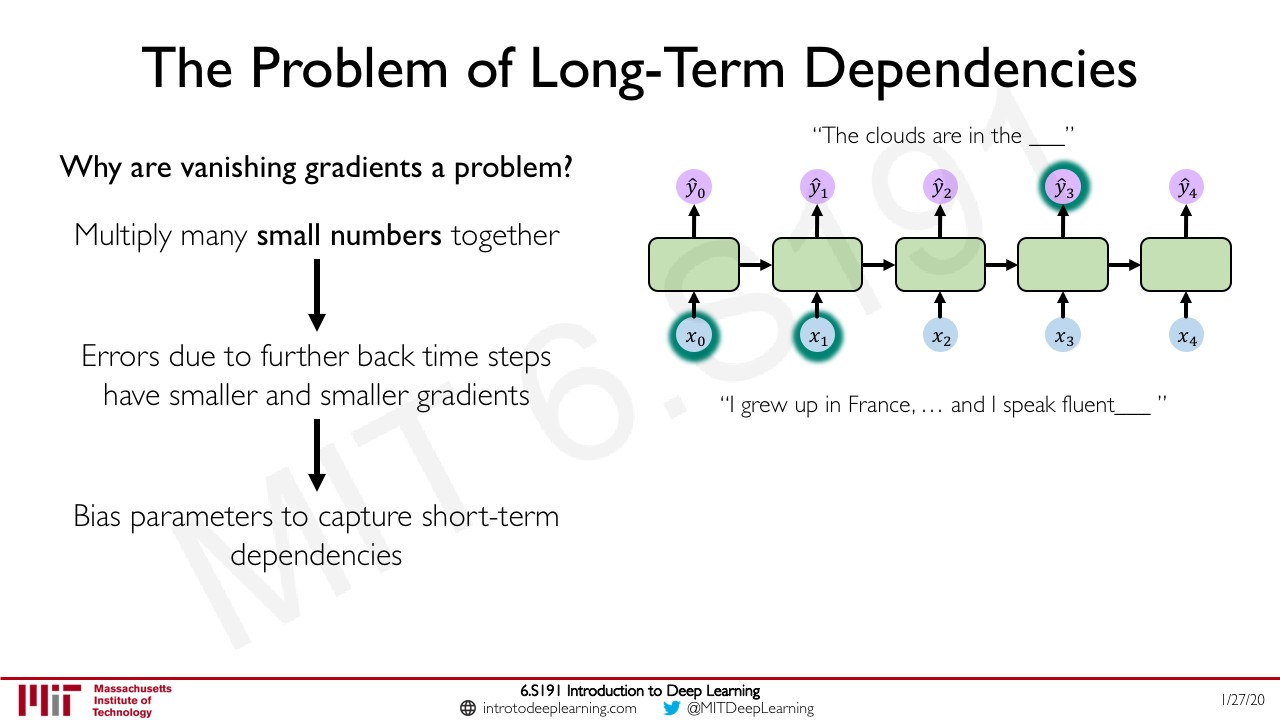 The Problem of Long-Term Dependencies
Why are vanishing gradients a problem?
Multiply many small numbers together
Errors due to further back time steps
have smaller and smaller gradients
Bias parameters to capture short-term
dependencies
“The clouds are in the ___”
ŷ₀ ŷ₁ ŷ₂ ŷ₃ ŷ₄
x₀ x₁ x₂ x₃ x₄
“I grew up in France, … and I speak fluent___ ”
MIT 6.S191
Massachusetts
Institute of
Technology
6.S191 Introduction to Deep Learning
introtodeeplearning.com @MITDeepLearning
1/27/20